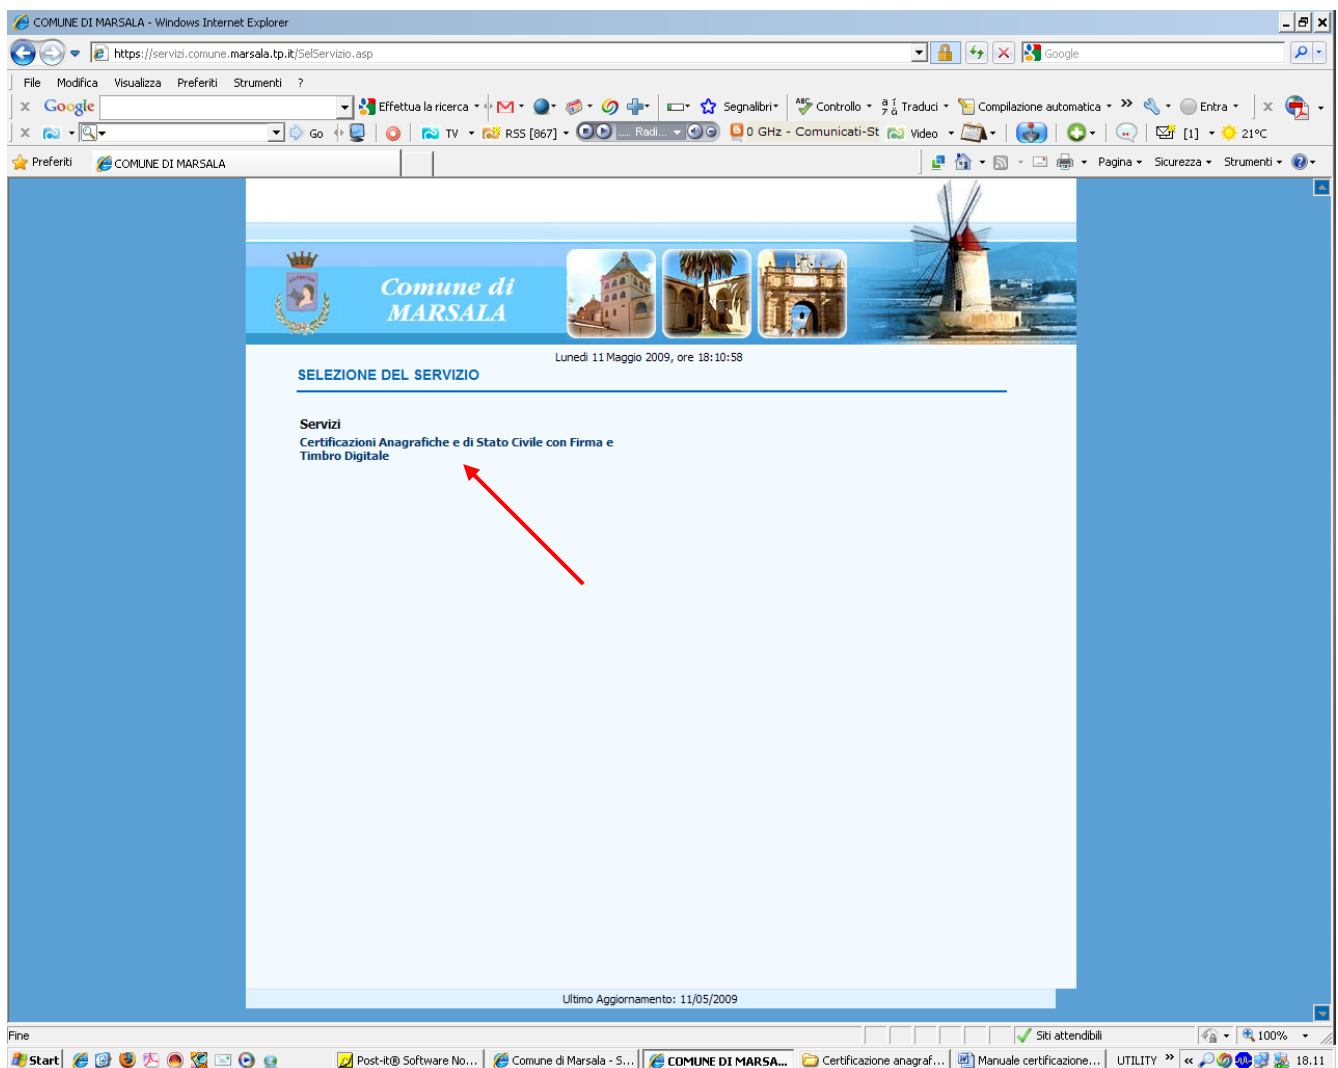 COMUNE DI MARSALA - Windows Internet Explorer
https://servizi.comune.marsala.tp.it/SelServizio.asp
Google
File Modifica Visualizza Preferiti Strumenti ?
x Google Effettua la ricerca Segnalibri Controllo Traduci Compilazione automatica » Entra x
x Go TV RSS [867] .... Radi... 0 GHz - Comunicati-St Video [1] 21°C
Preferiti COMUNE DI MARSALA Pagina Sicurezza Strumenti
Comune di
MARSALA
Lunedì 11 Maggio 2009, ore 18:10:58
SELEZIONE DEL SERVIZIO
Servizi
Certificazioni Anagrafiche e di Stato Civile con Firma e
Timbro Digitale
Ultimo Aggiornamento: 11/05/2009
Fine Siti attendibili 100%
Start Post-it® Software No... Comune di Marsala - S... COMUNE DI MARSA... Certificazione anagraf... Manuale certificazione... UTILITY » « 18.11